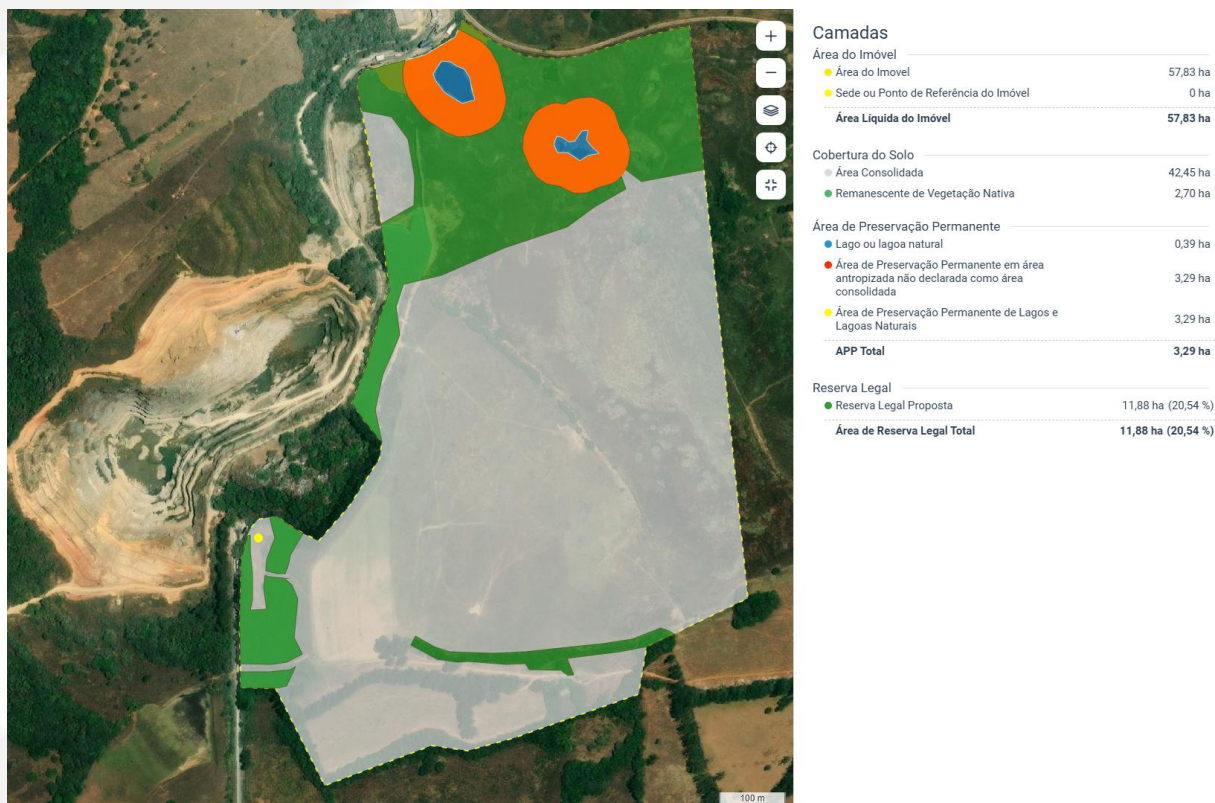 Camadas
Área do Imóvel
Área do Imovel 57,83 ha
Sede ou Ponto de Referência do Imóvel 0 ha
Área Líquida do Imóvel 57,83 ha
Cobertura do Solo
Área Consolidada 42,45 ha
Remanescente de Vegetação Nativa 2,70 ha
Área de Preservação Permanente
Lago ou lagoa natural 0,39 ha
Área de Preservação Permanente em área
antropizada não declarada como área 3,29 ha
consolidada
Área de Preservação Permanente de Lagos e
Lagoas Naturais 3,29 ha
APP Total 3,29 ha
Reserva Legal
Reserva Legal Proposta 11,88 ha (20,54 %)
Área de Reserva Legal Total 11,88 ha (20,54 %)
100 m